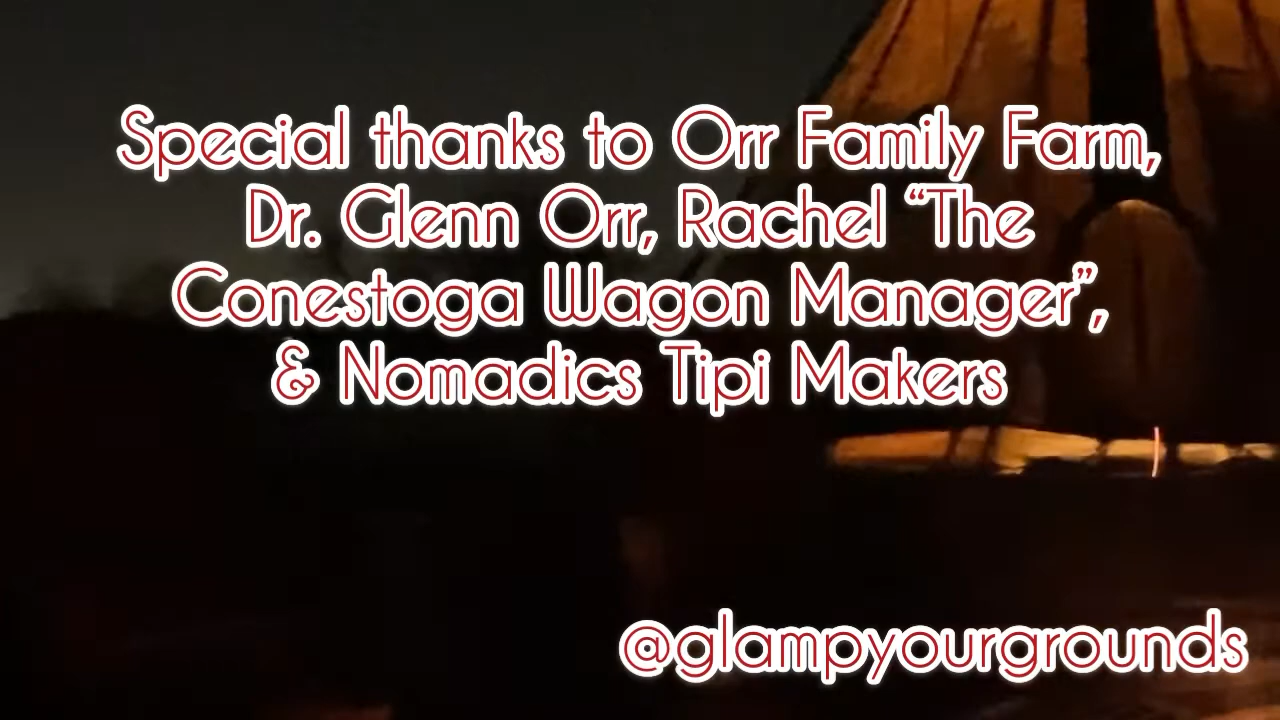 Special thanks to Orr Family Farm,
Dr. Glenn Orr, Rachel “The
Conestoga Wagon Manager”,
& Nomadics Tipi Makers
@glampyourgrounds